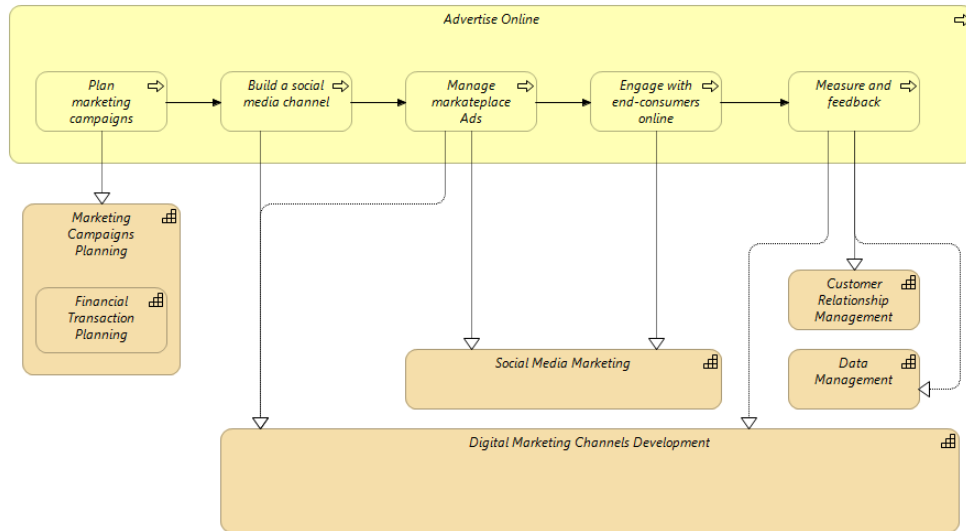 Advertise Online
Plan
marketing
campaigns
Build a social
media channel
Manage
markateplace
Ads
Engage with
end-consumers
online
Measure and
feedback
Marketing
Campaigns
Planning
Financial
Transaction
Planning
Customer
Relationship
Management
Social Media Marketing
Data
Management
Digital Marketing Channels Development